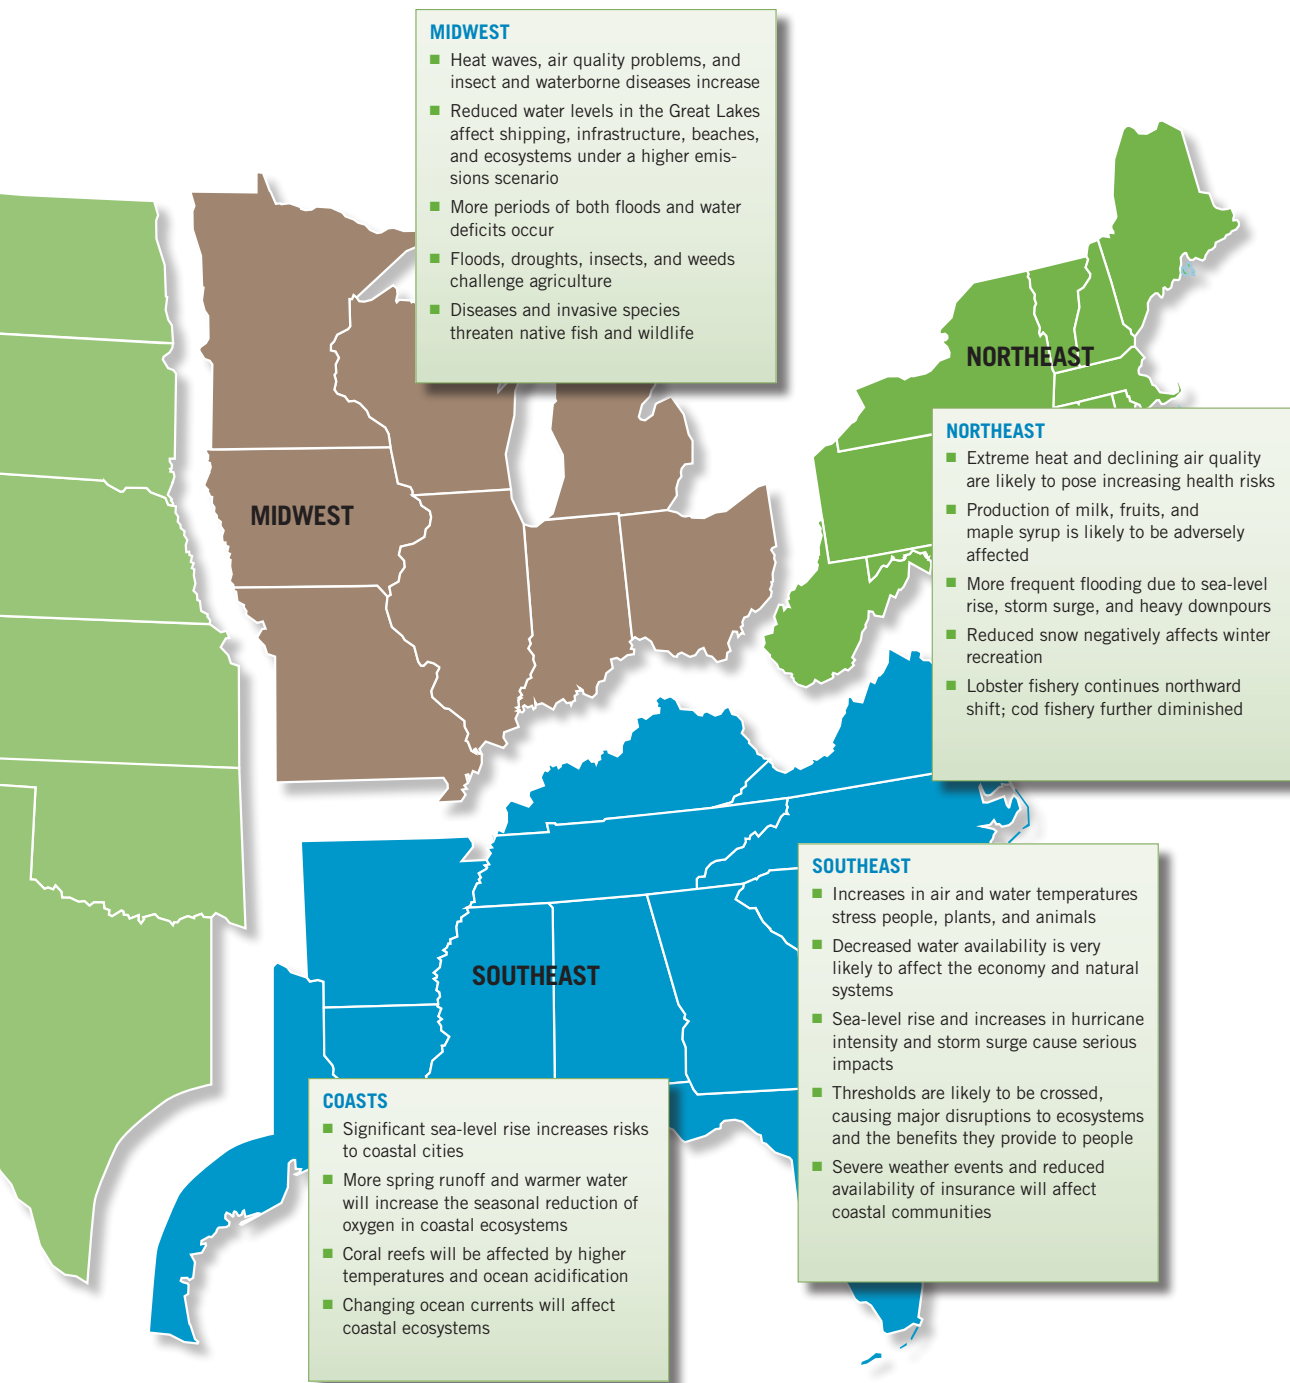 MIDWEST
■ Heat waves, air quality problems, and
insect and waterborne diseases increase
■ Reduced water levels in the Great Lakes
affect shipping, infrastructure, beaches,
and ecosystems under a higher emis-
sions scenario
■ More periods of both floods and water
deficits occur
■ Floods, droughts, insects, and weeds
challenge agriculture
■ Diseases and invasive species
threaten native fish and wildlife
NORTHEAST
NORTHEAST
■ Extreme heat and declining air quality
are likely to pose increasing health risks
■ Production of milk, fruits, and
maple syrup is likely to be adversely
affected
■ More frequent flooding due to sea-level
rise, storm surge, and heavy downpours
■ Reduced snow negatively affects winter
recreation
■ Lobster fishery continues northward
shift; cod fishery further diminished
MIDWEST
SOUTHEAST
■ Increases in air and water temperatures
stress people, plants, and animals
■ Decreased water availability is very
likely to affect the economy and natural
systems
■ Sea-level rise and increases in hurricane
intensity and storm surge cause serious
impacts
■ Thresholds are likely to be crossed,
causing major disruptions to ecosystems
and the benefits they provide to people
■ Severe weather events and reduced
availability of insurance will affect
coastal communities
SOUTHEAST
COASTS
■ Significant sea-level rise increases risks
to coastal cities
■ More spring runoff and warmer water
will increase the seasonal reduction of
oxygen in coastal ecosystems
■ Coral reefs will be affected by higher
temperatures and ocean acidification
■ Changing ocean currents will affect
coastal ecosystems